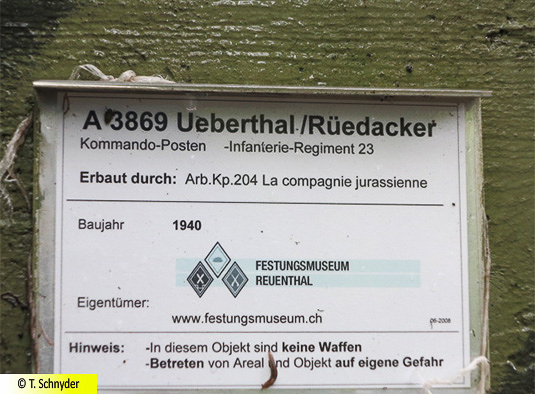 A 3869 Ueberthal/Rüedacker
Kommando-Posten -Infanterie-Regiment 23
Erbaut durch: Arb.Kp.204 La compagnie jurassienne
Baujahr 1940
FESTUNGSMUSEUM
REUENTHAL
Eigentümer:
www.festungsmuseum.ch
06-2008
Hinweis: -In diesem Objekt sind keine Waffen
-Betreten von Areal und Objekt auf eigene Gefahr
© T. Schnyder